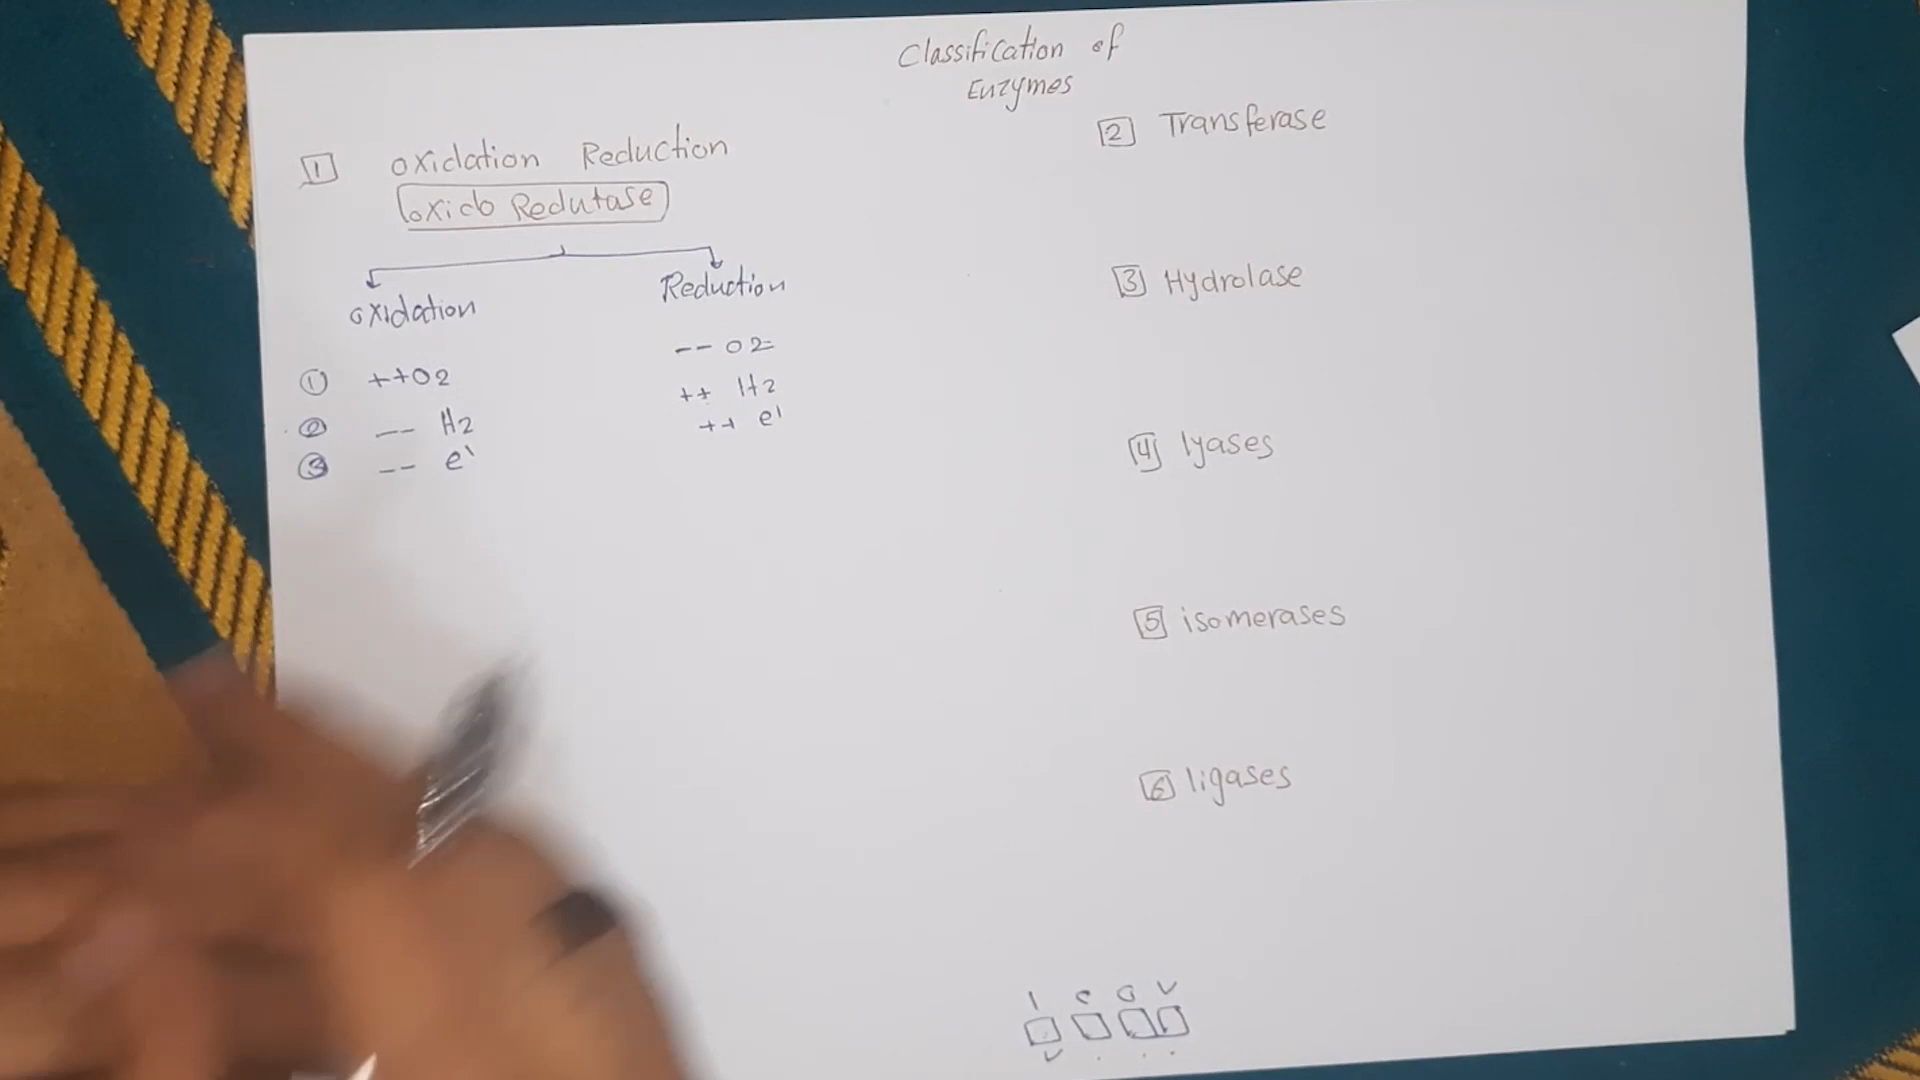 Classification of
Enzymes
1 oxidation Reduction
oxido Redutase
oxidation
Reduction
1 ++O2
2 -- H2
3 -- e'
-- O2
++ H2
++ e'
2 Transferase
3 Hydrolase
4 lyases
5 isomerases
6 ligases